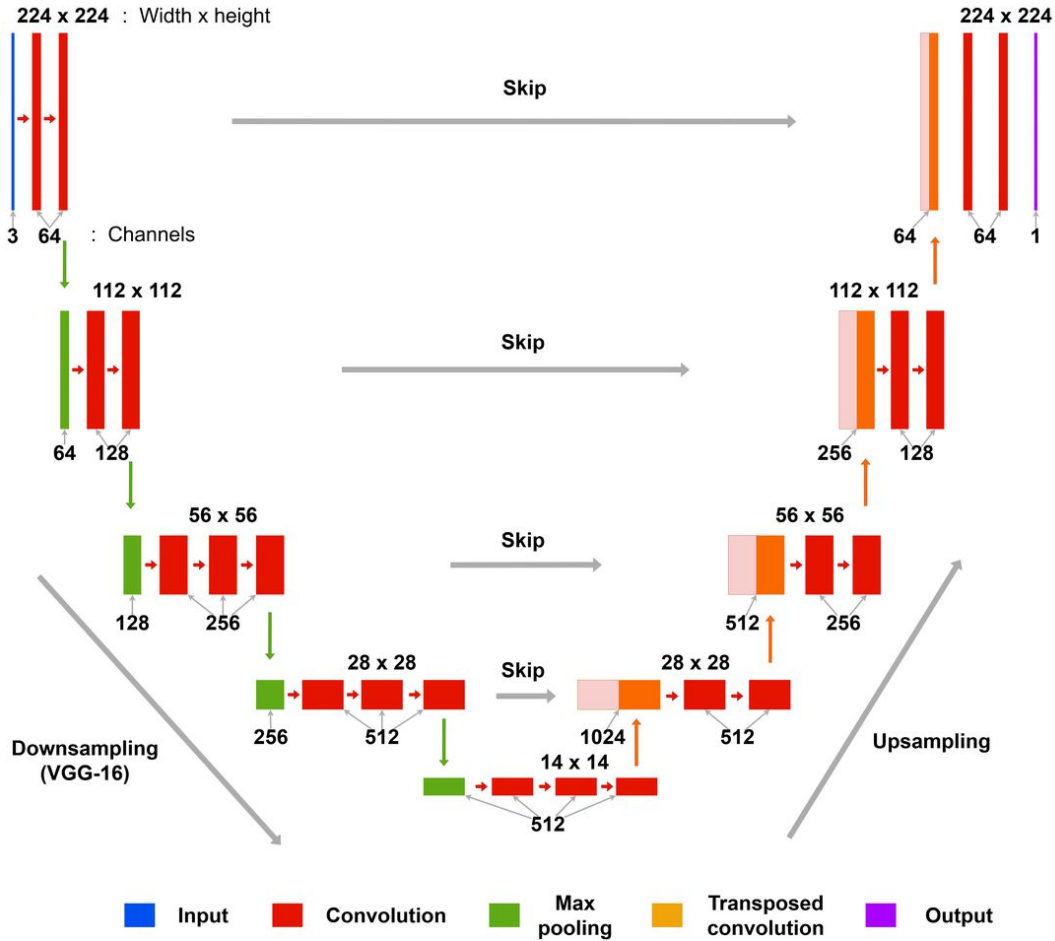 224 x 224 : Width x height
224 x 224
Skip
3 64 : Channels
64 64 1
112 x 112
112 x 112
Skip
64 128
256 128
56 x 56
56 x 56
Skip
128 256
512 256
28 x 28
Skip
28 x 28
256 512
1024 512
Downsampling
(VGG-16)
Upsampling
14 x 14
512
Input
Convolution
Max
pooling
Transposed
convolution
Output